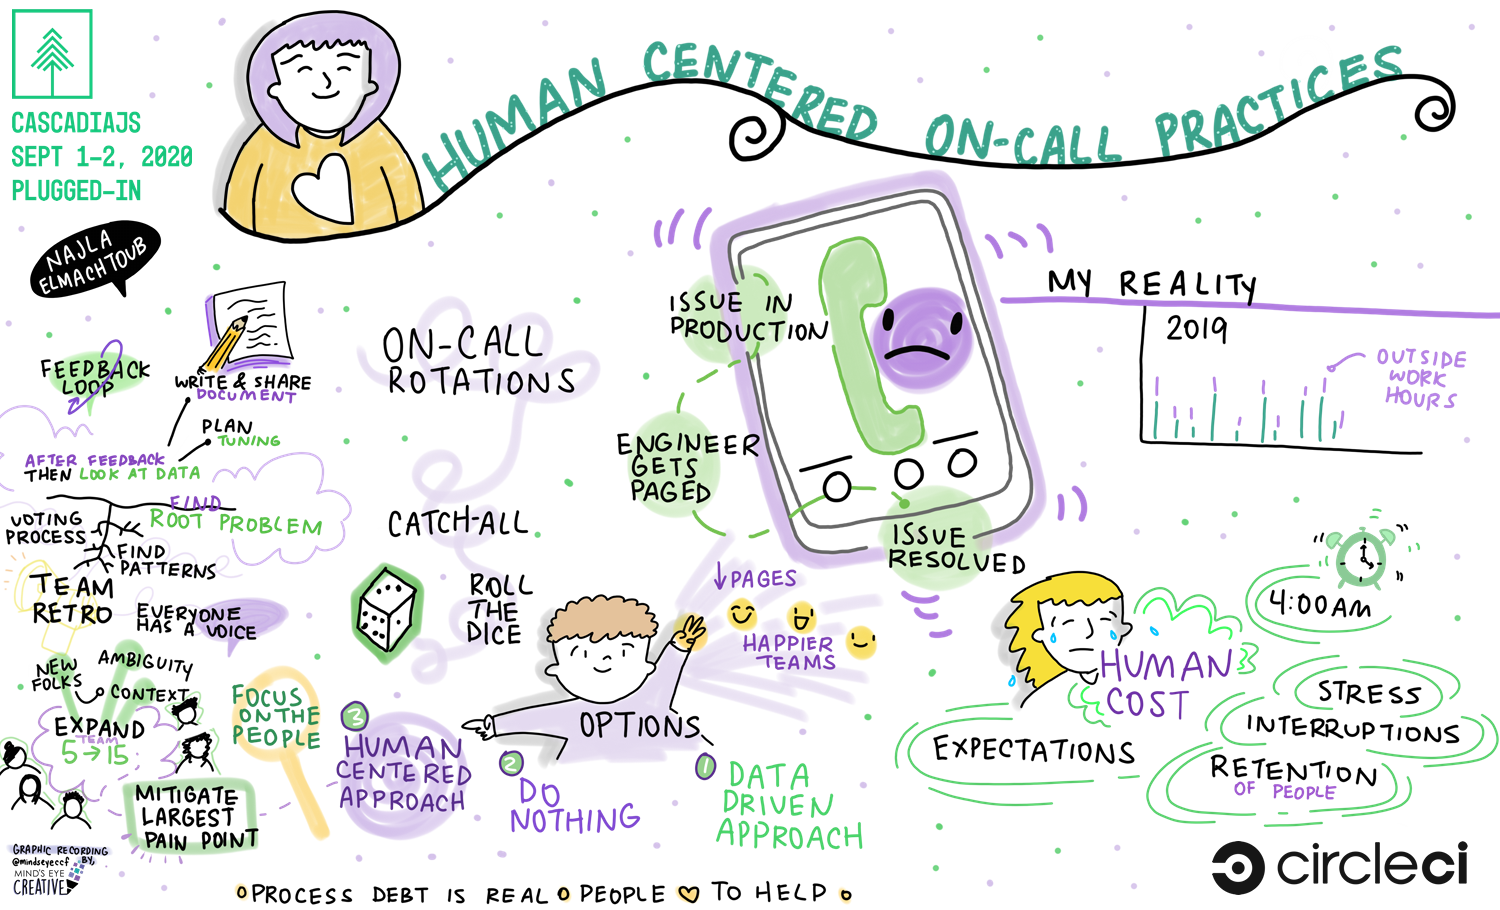 CASCADIAJS
SEPT 1-2, 2020
PLUGGED-IN
HUMAN CENTERED ON-CALL PRACTICES
NAJLA
ELMACHTOUB
FEEDBACK
LOOP
WRITE & SHARE
DOCUMENT
PLAN
TUNING
AFTER FEEDBACK
THEN LOOK AT DATA
FIND
ROOT PROBLEM
VOTING
PROCESS
FIND
PATTERNS
TEAM
RETRO
EVERYONE
HAS A VOICE
NEW
FOLKS
AMBIGUITY
CONTEXT
EXPAND
TEAM
5→15
MITIGATE
LARGEST
PAIN POINT
FOCUS
ON THE
PEOPLE
ON-CALL
ROTATIONS
CATCH-ALL
ROLL
THE
DICE
ISSUE IN
PRODUCTION
ENGINEER
GETS
PAGED
ISSUE
RESOLVED
↓PAGES
HAPPIER
TEAMS
OPTIONS
1
DATA
DRIVEN
APPROACH
2
DO
NOTHING
3
HUMAN
CENTERED
APPROACH
MY REALITY
2019
OUTSIDE
WORK
HOURS
4:00AM
HUMAN
COST
STRESS
INTERRUPTIONS
EXPECTATIONS
RETENTION
OF PEOPLE
GRAPHIC RECORDING
BY,
@mindseyeccf
MIND'S EYE
CREATIVE
PROCESS DEBT IS REAL PEOPLE ♡ TO HELP
circleci